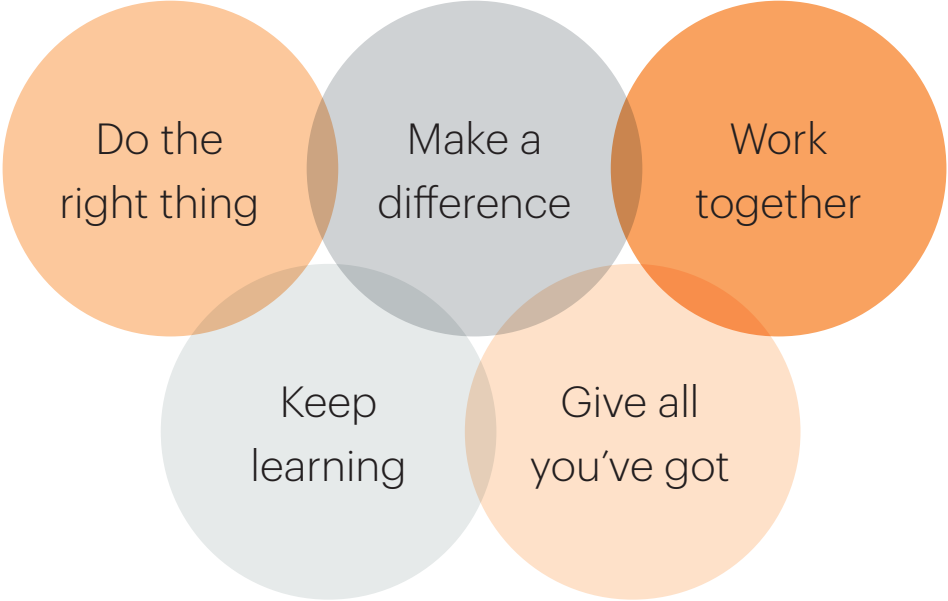 Do the
right thing
Make a
difference
Work
together
Keep
learning
Give all
you’ve got